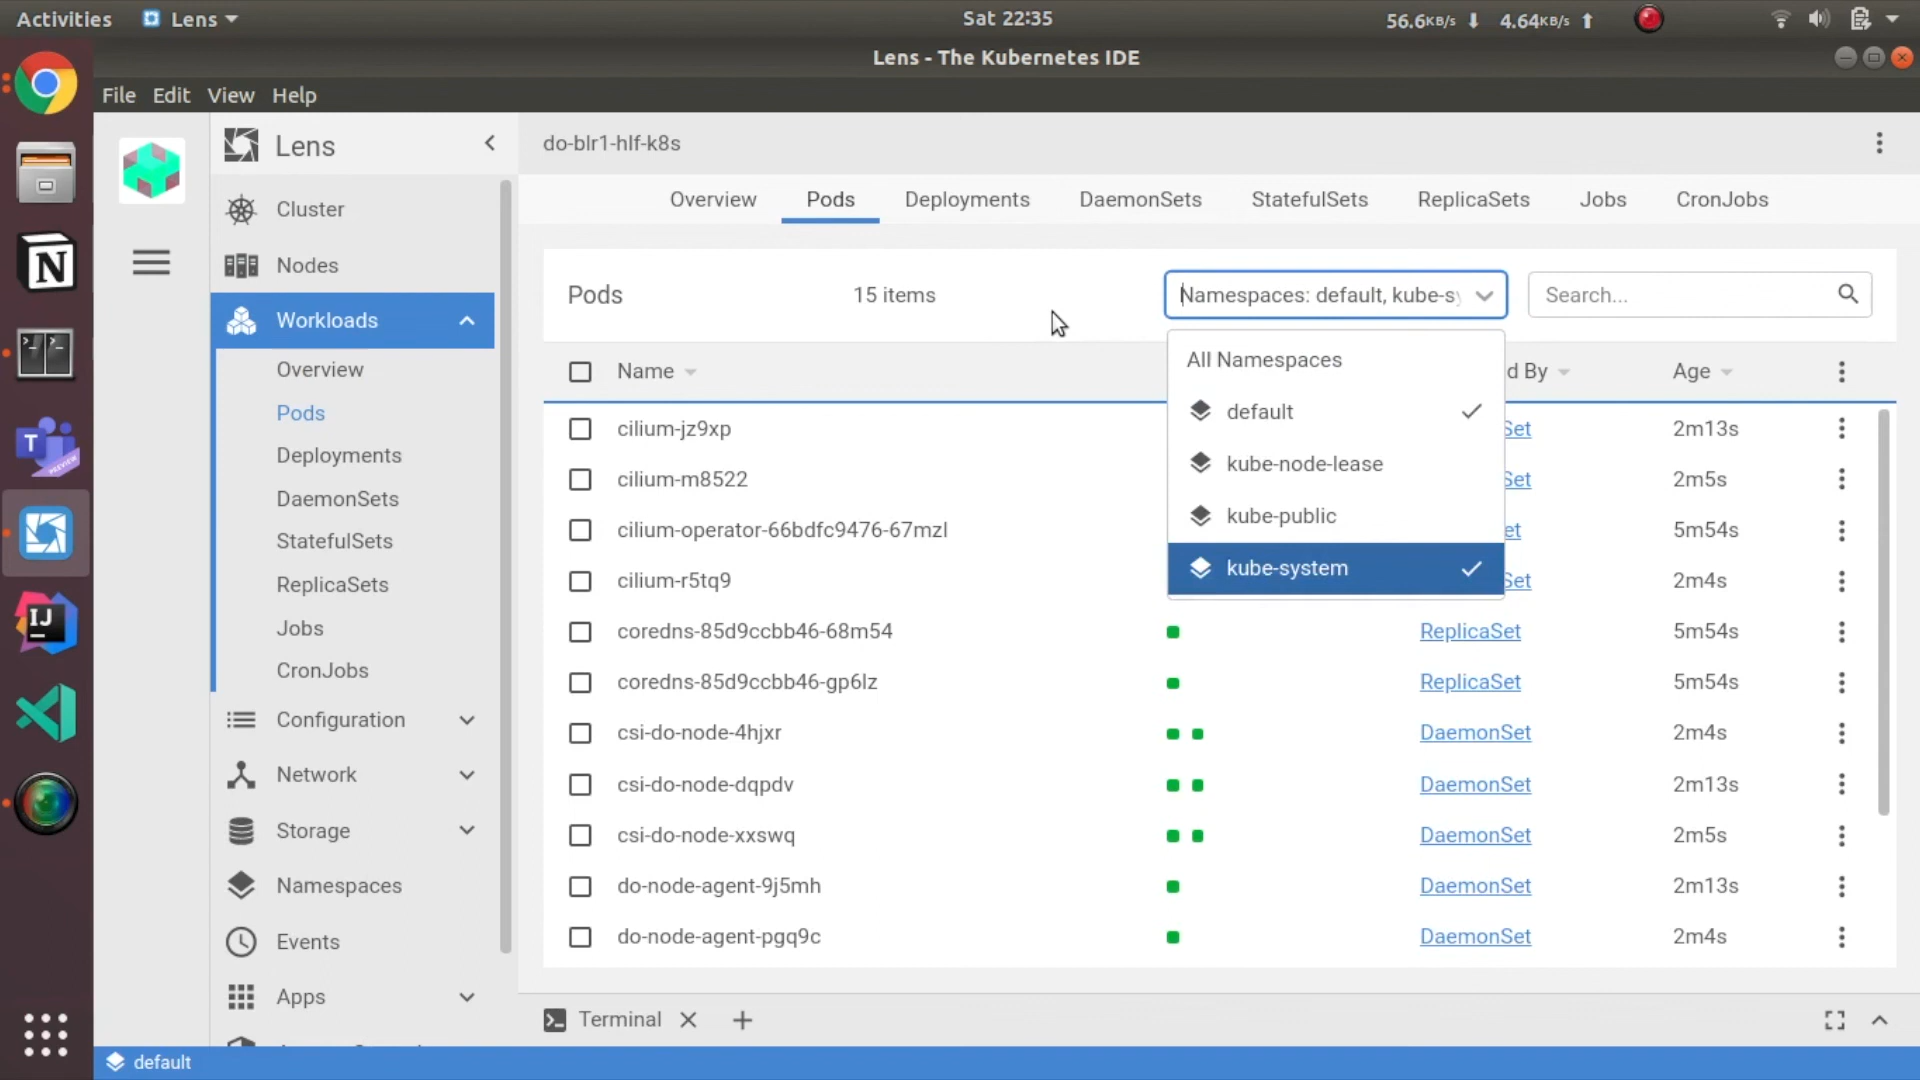 Activities Lens Sat 22:35 56.6KB/s 4.64KB/s
Lens - The Kubernetes IDE
File Edit View Help
Lens
do-blr1-hlf-k8s
Cluster
Nodes
Workloads
Overview
Pods
Deployments
DaemonSets
StatefulSets
ReplicaSets
Jobs
CronJobs
Configuration
Network
Storage
Namespaces
Events
Apps
Overview Pods Deployments DaemonSets StatefulSets ReplicaSets Jobs CronJobs
Pods 15 items Namespaces: default, kube-sy Search...
Name d By Age
All Namespaces
default
kube-node-lease
kube-public
kube-system
cilium-jz9xp Set 2m13s
cilium-m8522 Set 2m5s
cilium-operator-66bdfc9476-67mzl et 5m54s
cilium-r5tq9 Set 2m4s
coredns-85d9ccbb46-68m54 ReplicaSet 5m54s
coredns-85d9ccbb46-gp6lz ReplicaSet 5m54s
csi-do-node-4hjxr DaemonSet 2m4s
csi-do-node-dqpdv DaemonSet 2m13s
csi-do-node-xxswq DaemonSet 2m5s
do-node-agent-9j5mh DaemonSet 2m13s
do-node-agent-pgq9c DaemonSet 2m4s
Terminal
default